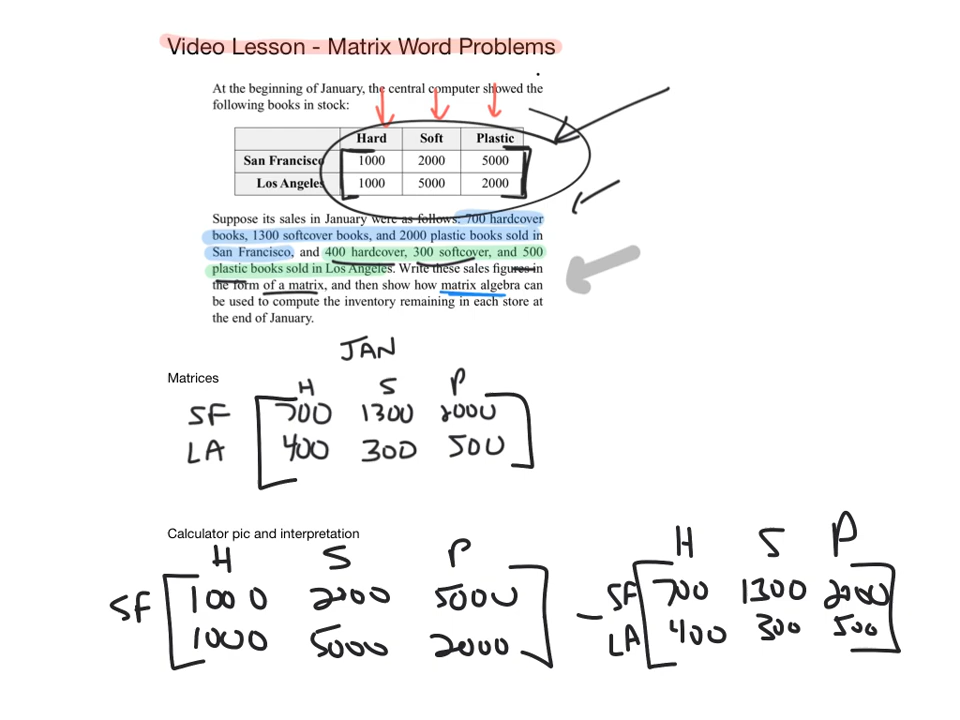 Video Lesson - Matrix Word Problems
At the beginning of January, the central computer showed the
following books in stock:
Hard Soft Plastic
San Francisco 1000 2000 5000
Los Angeles 1000 5000 2000
Suppose its sales in January were as follows: 700 hardcover
books, 1300 softcover books, and 2000 plastic books sold in
San Francisco, and 400 hardcover, 300 softcover, and 500
plastic books sold in Los Angeles. Write these sales figures in
the form of a matrix, and then show how matrix algebra can
be used to compute the inventory remaining in each store at
the end of January.
JAN
Matrices
H S P
SF 700 1300 2000
LA 400 300 500
Calculator pic and interpretation
H S P
SF 1000 2000 5000
1000 5000 2000
-
H S P
SF 700 1300 2000
LA 400 300 500